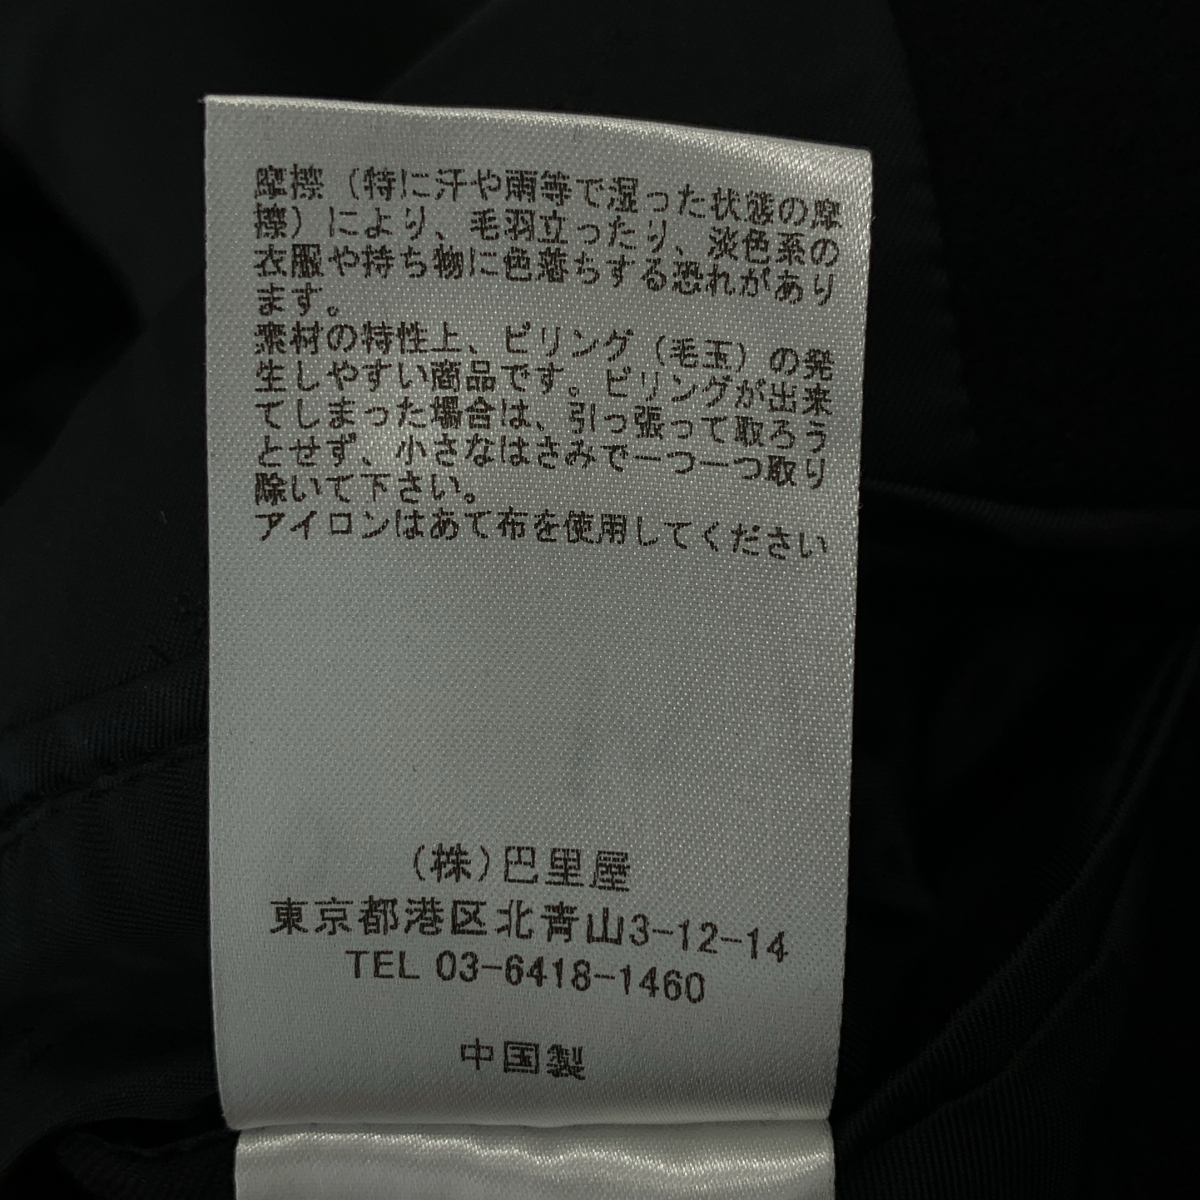 摩擦（特に汗や雨等で湿った状態の摩
擦）により、毛羽立ったり、淡色系の
衣服や持ち物に色落ちする恐れがあり
ます。
素材の特性上、ピリング（毛玉）の発
生しやすい商品です。ピリングが出来
てしまった場合は、引っ張って取ろう
とせず、小さなはさみで一つ一つ取り
除いて下さい。
アイロンはあて布を使用してください
（株）巴里屋
東京都港区北青山3-12-14
TEL 03-6418-1460
中国製